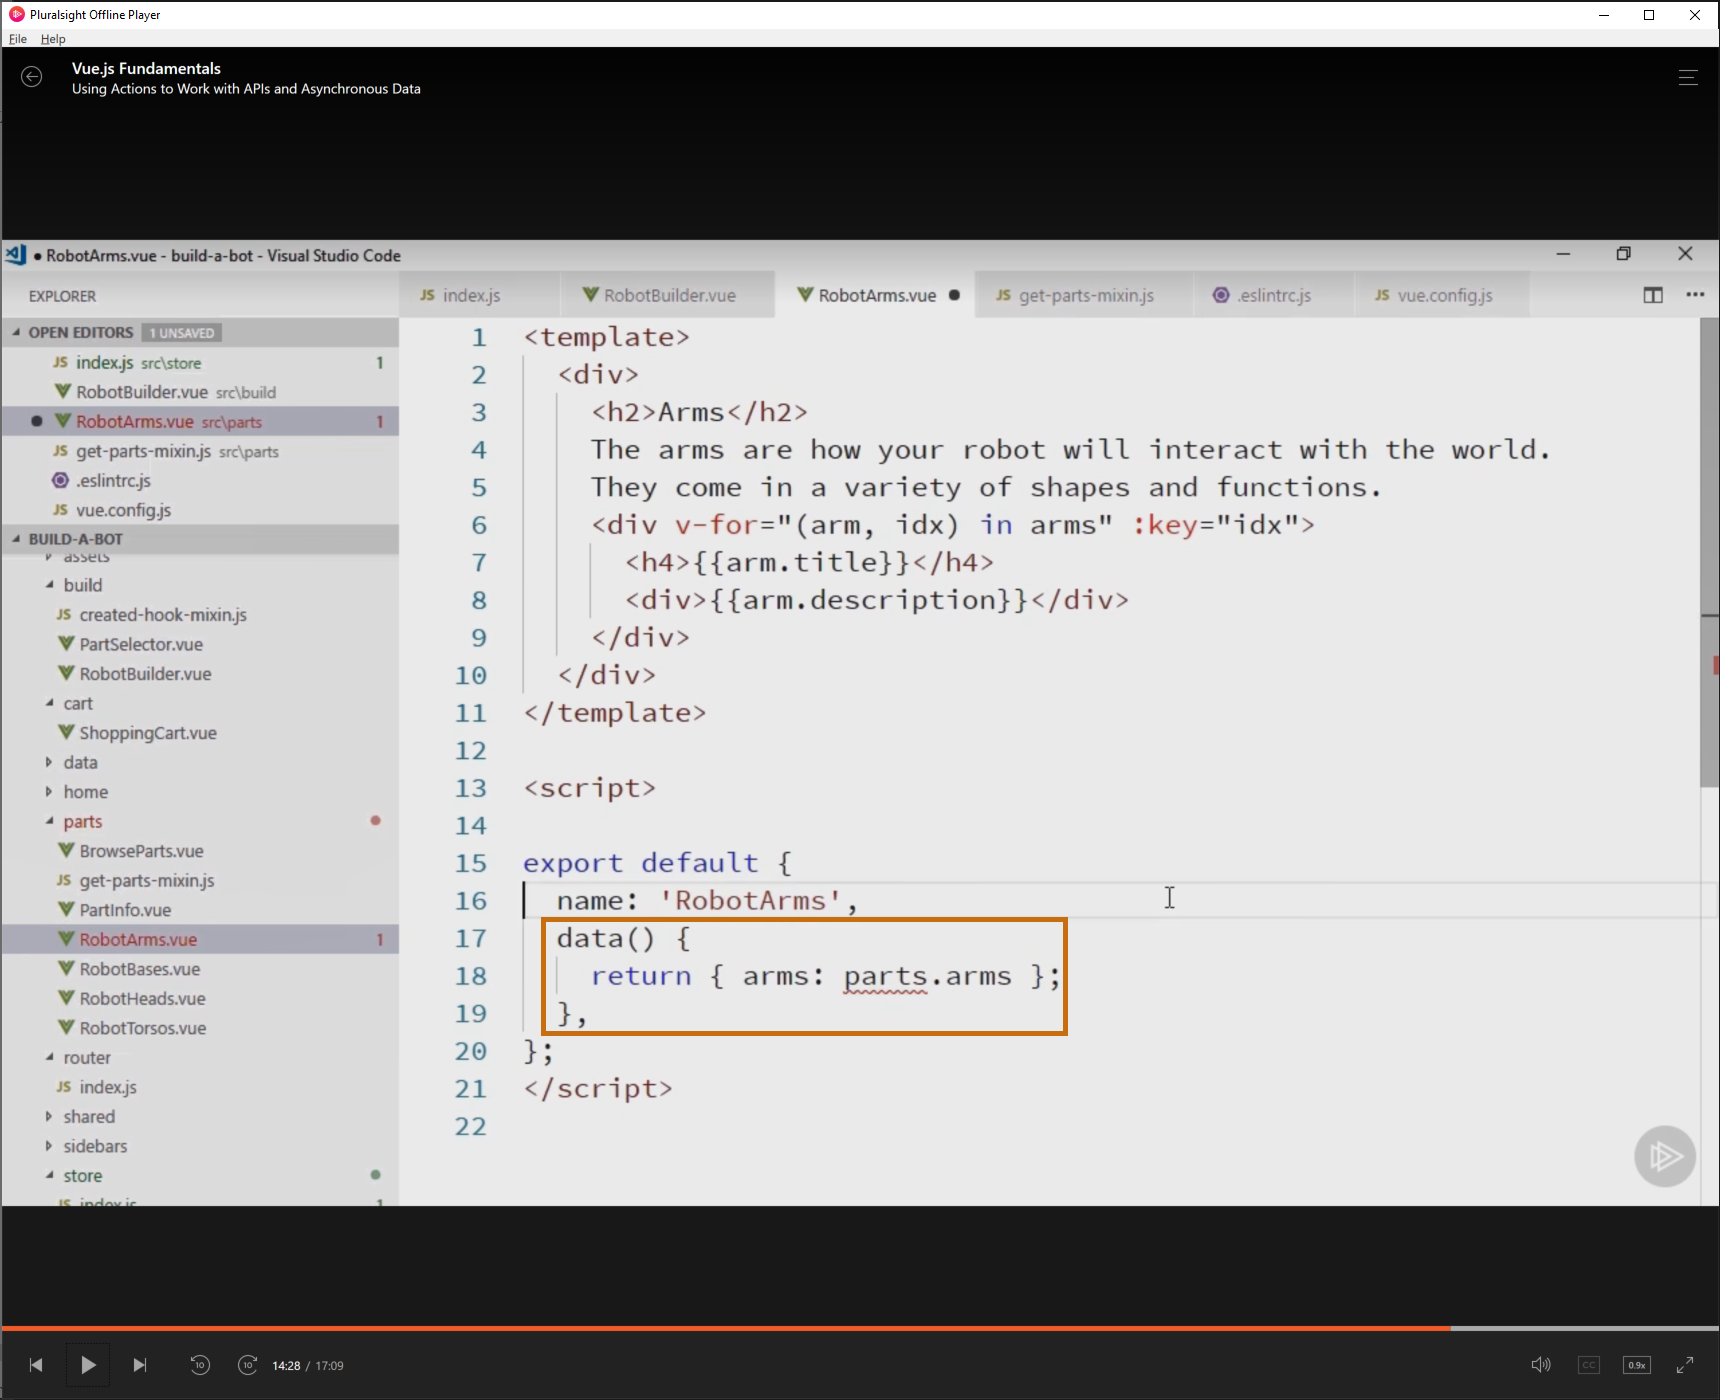 Pluralsight Offline Player
File Help
Vue.js Fundamentals
Using Actions to Work with APIs and Asynchronous Data
● RobotArms.vue - build-a-bot - Visual Studio Code
EXPLORER
JS index.js
RobotBuilder.vue
RobotArms.vue ●
JS get-parts-mixin.js
.eslintrc.js
JS vue.config.js
OPEN EDITORS 1 UNSAVED
JS index.js src\store 1
RobotBuilder.vue src\build
RobotArms.vue src\parts 1
JS get-parts-mixin.js src\parts
.eslintrc.js
JS vue.config.js
BUILD-A-BOT
assets
build
JS created-hook-mixin.js
PartSelector.vue
RobotBuilder.vue
cart
ShoppingCart.vue
data
home
parts
BrowseParts.vue
JS get-parts-mixin.js
PartInfo.vue
RobotArms.vue 1
RobotBases.vue
RobotHeads.vue
RobotTorsos.vue
router
JS index.js
shared
sidebars
store
JS index.js 1
1 <template>
2 <div>
3 <h2>Arms</h2>
4 The arms are how your robot will interact with the world.
5 They come in a variety of shapes and functions.
6 <div v-for="(arm, idx) in arms" :key="idx">
7 <h4>{{arm.title}}</h4>
8 <div>{{arm.description}}</div>
9 </div>
10 </div>
11 </template>
12
13 <script>
14
15 export default {
16 name: 'RobotArms',
17 data() {
18 return { arms: parts.arms };
19 },
20 };
21 </script>
22
10 10 14:28 / 17:09
CC 0.9x